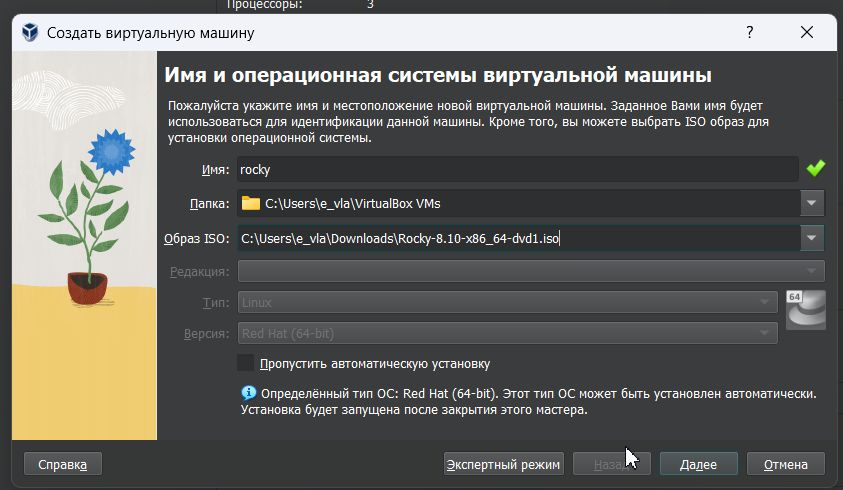 Процессоры: 3
Создать виртуальную машину ?
Имя и операционная системы виртуальной машины
Пожалуйста укажите имя и местоположение новой виртуальной машины. Заданное Вами имя будет
использоваться для идентификации данной машины. Кроме того, вы можете выбрать ISO образ для
установки операционной системы.
Имя: rocky
Папка: C:\Users\e_vla\VirtualBox VMs
Образ ISO: C:\Users\e_vla\Downloads\Rocky-8.10-x86_64-dvd1.iso
Редакция:
Тип: Linux
64
Версия: Red Hat (64-bit)
Пропустить автоматическую установку
Определённый тип ОС: Red Hat (64-bit). Этот тип ОС может быть установлен автоматически.
Установка будет запущена после закрытия этого мастера.
Справка Экспертный режим Назад Далее Отмена